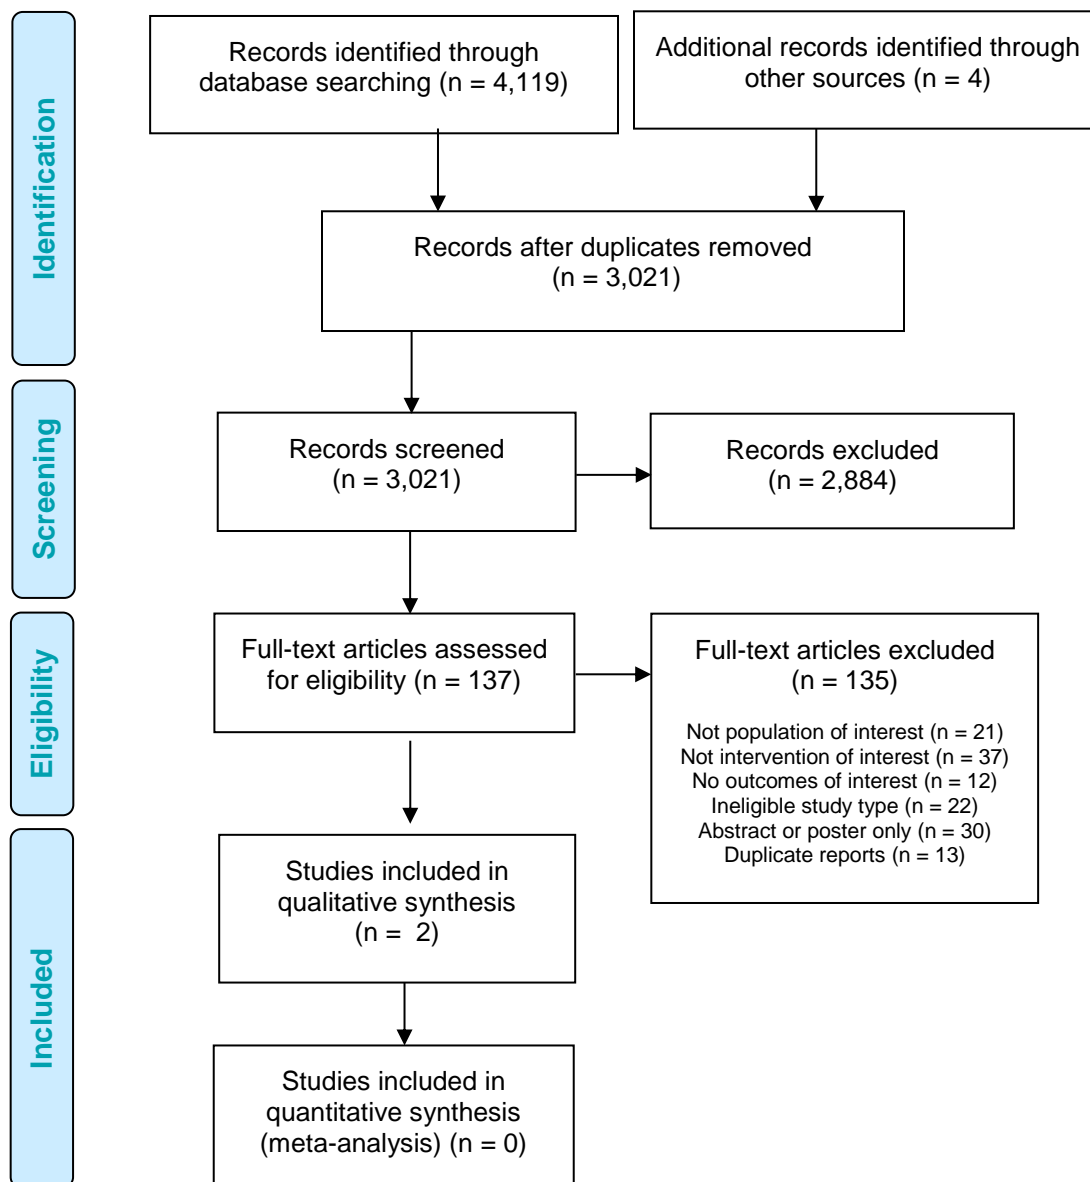 Identification
Records identified through
database searching (n = 4,119)
Additional records identified through
other sources (n = 4)
Records after duplicates removed
(n = 3,021)
Screening
Records screened
(n = 3,021)
Records excluded
(n = 2,884)
Eligibility
Full-text articles assessed
for eligibility (n = 137)
Full-text articles excluded
(n = 135)
Not population of interest (n = 21)
Not intervention of interest (n = 37)
No outcomes of interest (n = 12)
Ineligible study type (n = 22)
Abstract or poster only (n = 30)
Duplicate reports (n = 13)
Included
Studies included in
qualitative synthesis
(n =  2)
Studies included in
quantitative synthesis
(meta-analysis) (n = 0)